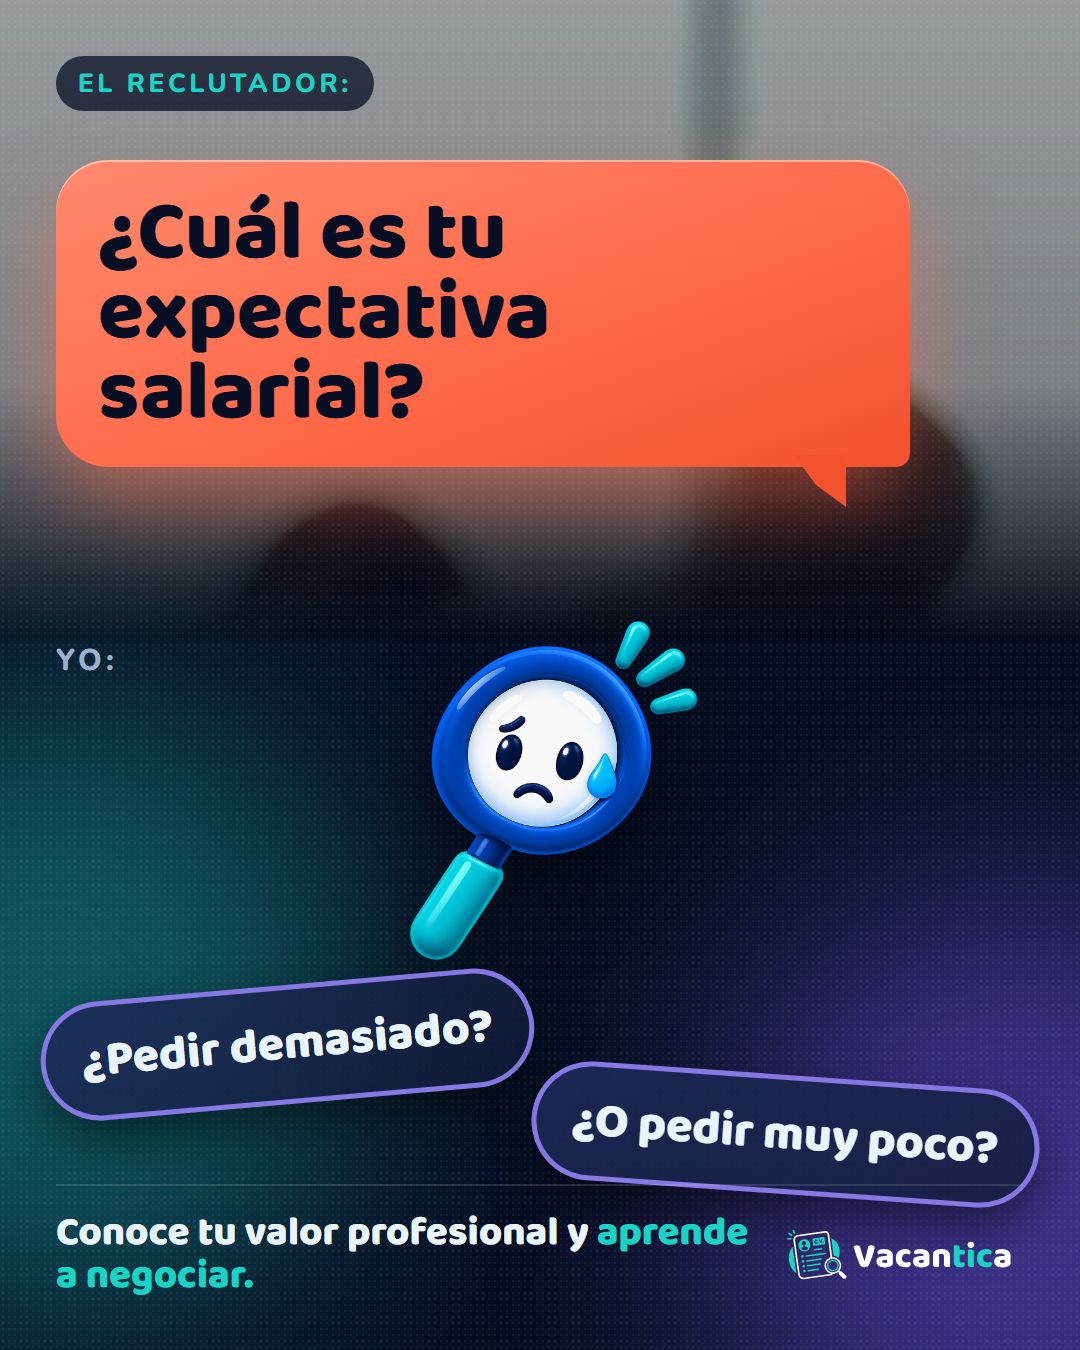 EL RECLUTADOR:
¿Cuál es tu
expectativa
salarial?
YO:
¿Pedir demasiado?
¿O pedir muy poco?
Conoce tu valor profesional y aprende
a negociar.
Vacantica